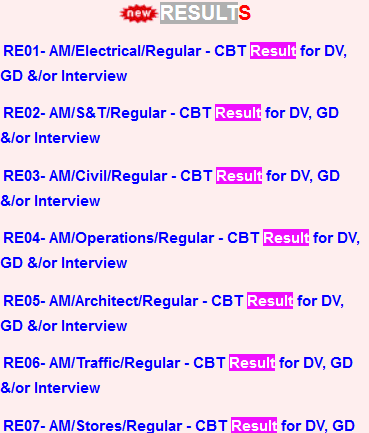 new RESULTS
RE01- AM/Electrical/Regular - CBT Result for DV,
GD &/or Interview
RE02- AM/S&T/Regular - CBT Result for DV, GD
&/or Interview
RE03- AM/Civil/Regular - CBT Result for DV, GD
&/or Interview
RE04- AM/Operations/Regular - CBT Result for DV,
GD &/or Interview
RE05- AM/Architect/Regular - CBT Result for DV,
GD &/or Interview
RE06- AM/Traffic/Regular - CBT Result for DV, GD
&/or Interview
RE07- AM/Stores/Regular - CBT Result for DV, GD